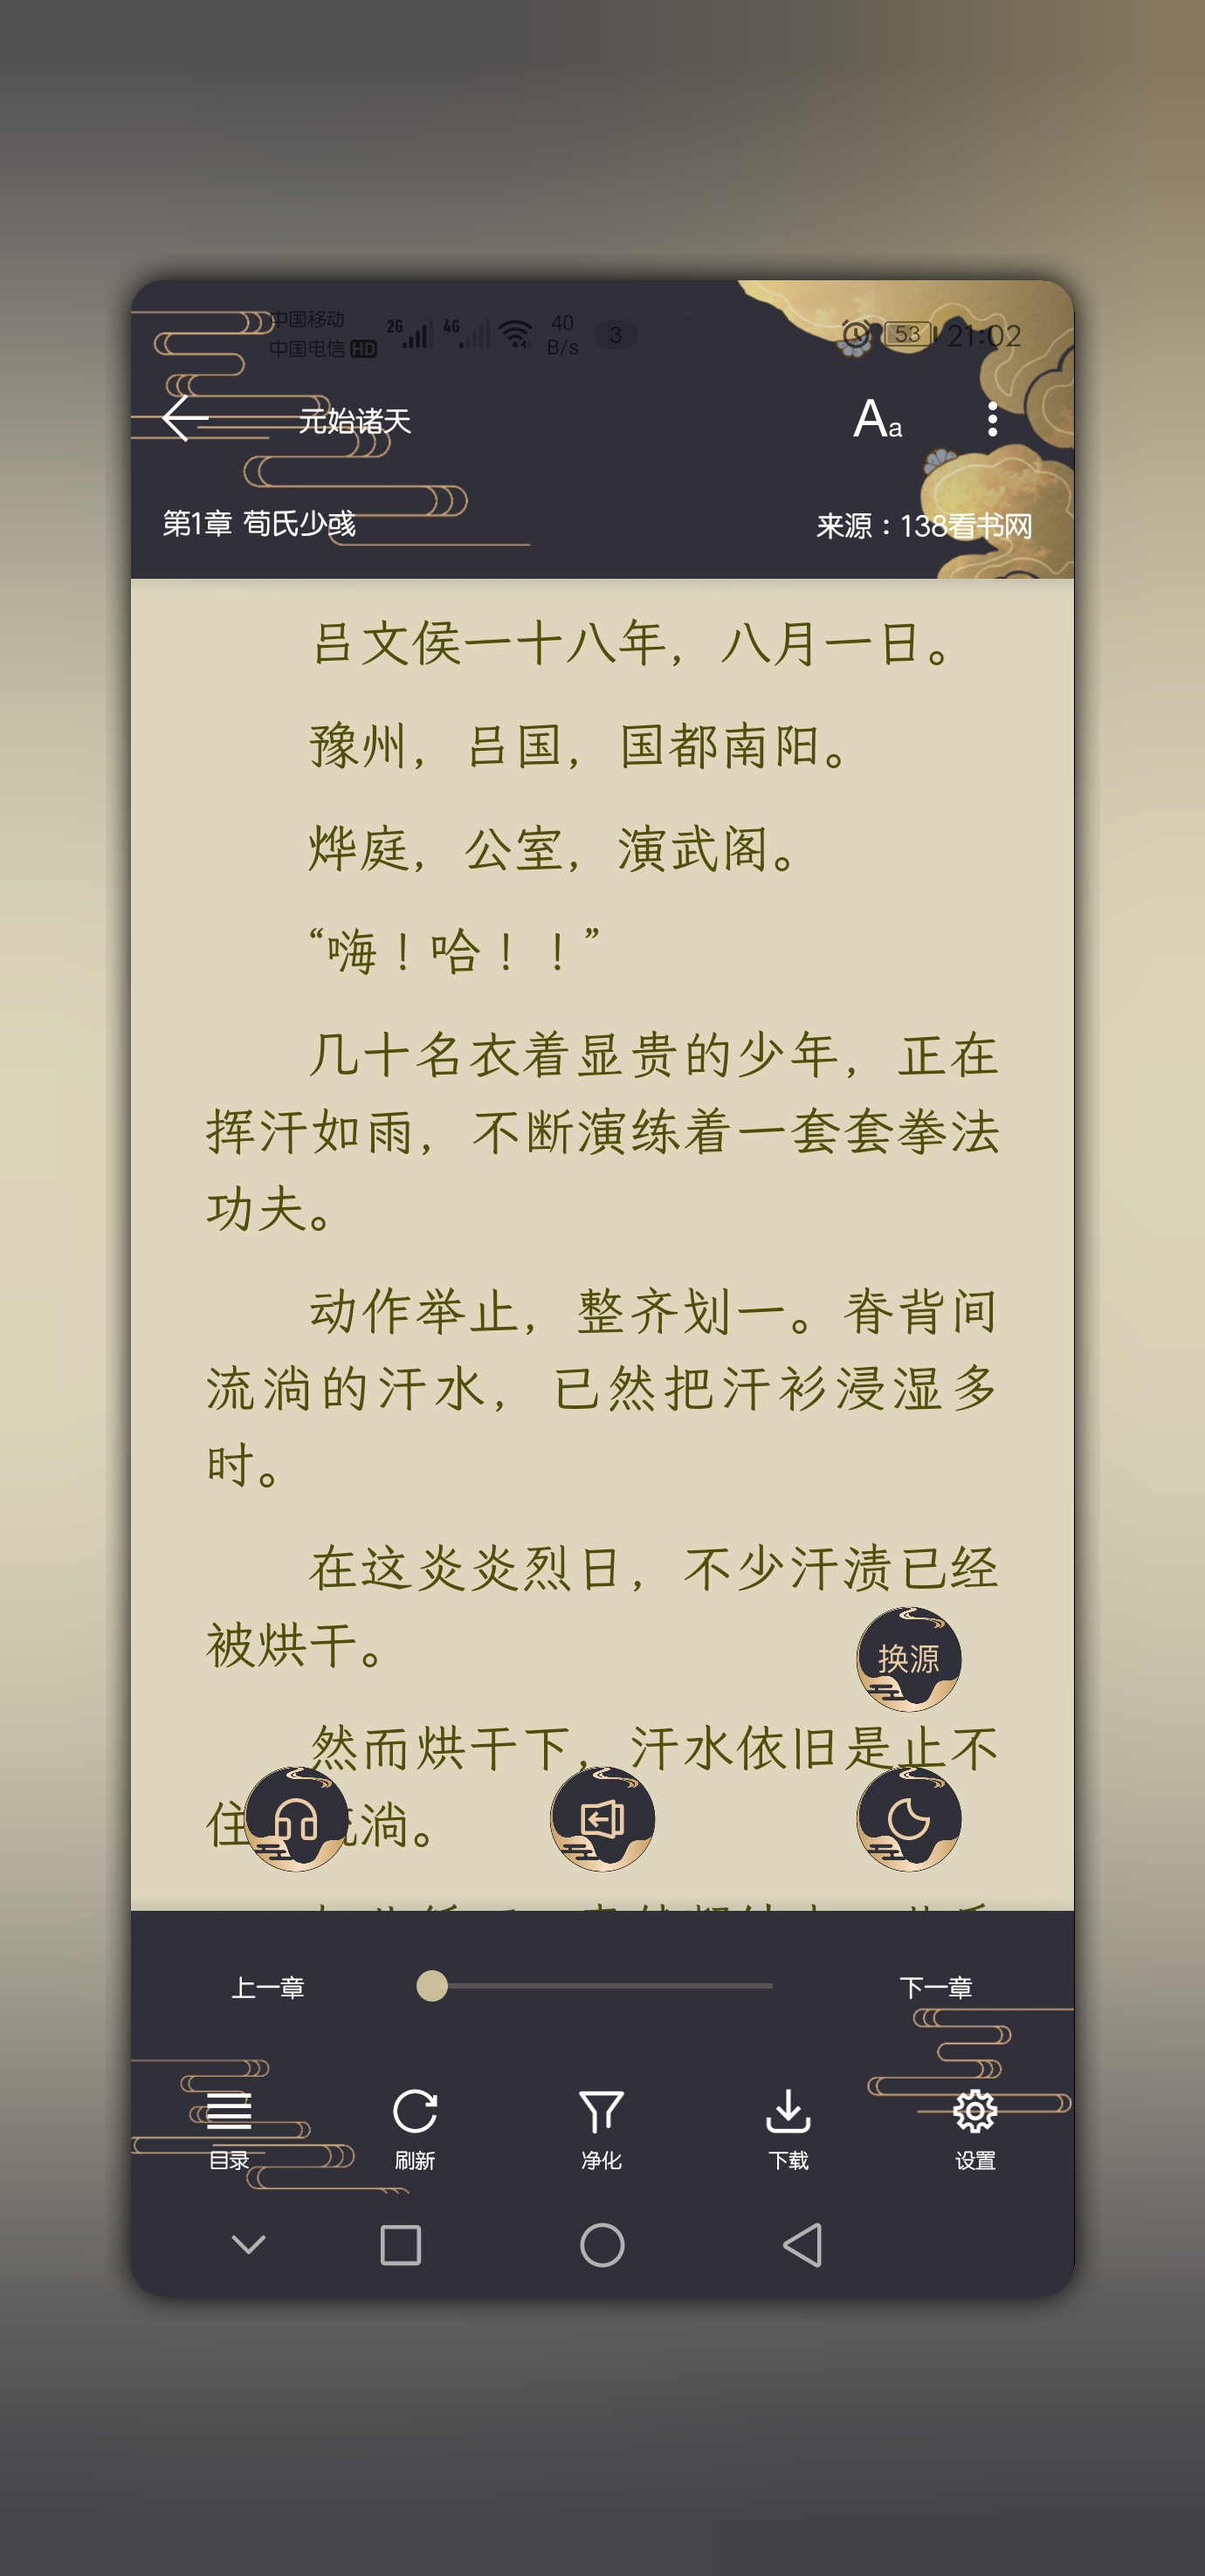 中国移动
中国电信 HD 2G 4G 40 B/s 3 53 21:02
元始诸天 Aa
第1章 荀氏少彧 来源：138看书网
吕文侯一十八年，八月一日。
豫州，吕国，国都南阳。
烨庭，公室，演武阁。
“嗨！哈！！”
几十名衣着显贵的少年，正在
挥汗如雨，不断演练着一套套拳法
功夫。
动作举止，整齐划一。脊背间
流淌的汗水，已然把汗衫浸湿多
时。
在这炎炎烈日，不少汗渍已经
被烘干。
换源
然而烘干下，汗水依旧是止不
住 淌。
上一章 下一章
目录 刷新 净化 下载 设置